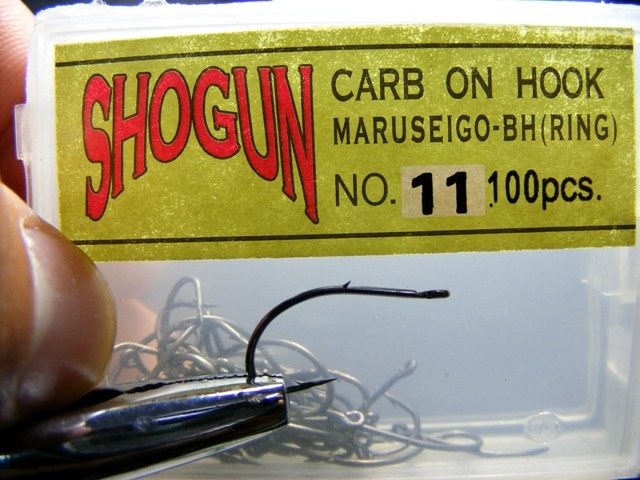 SHOGUN
CARB ON HOOK
MARUSEIGO-BH(RING)
NO. 11 100pcs.